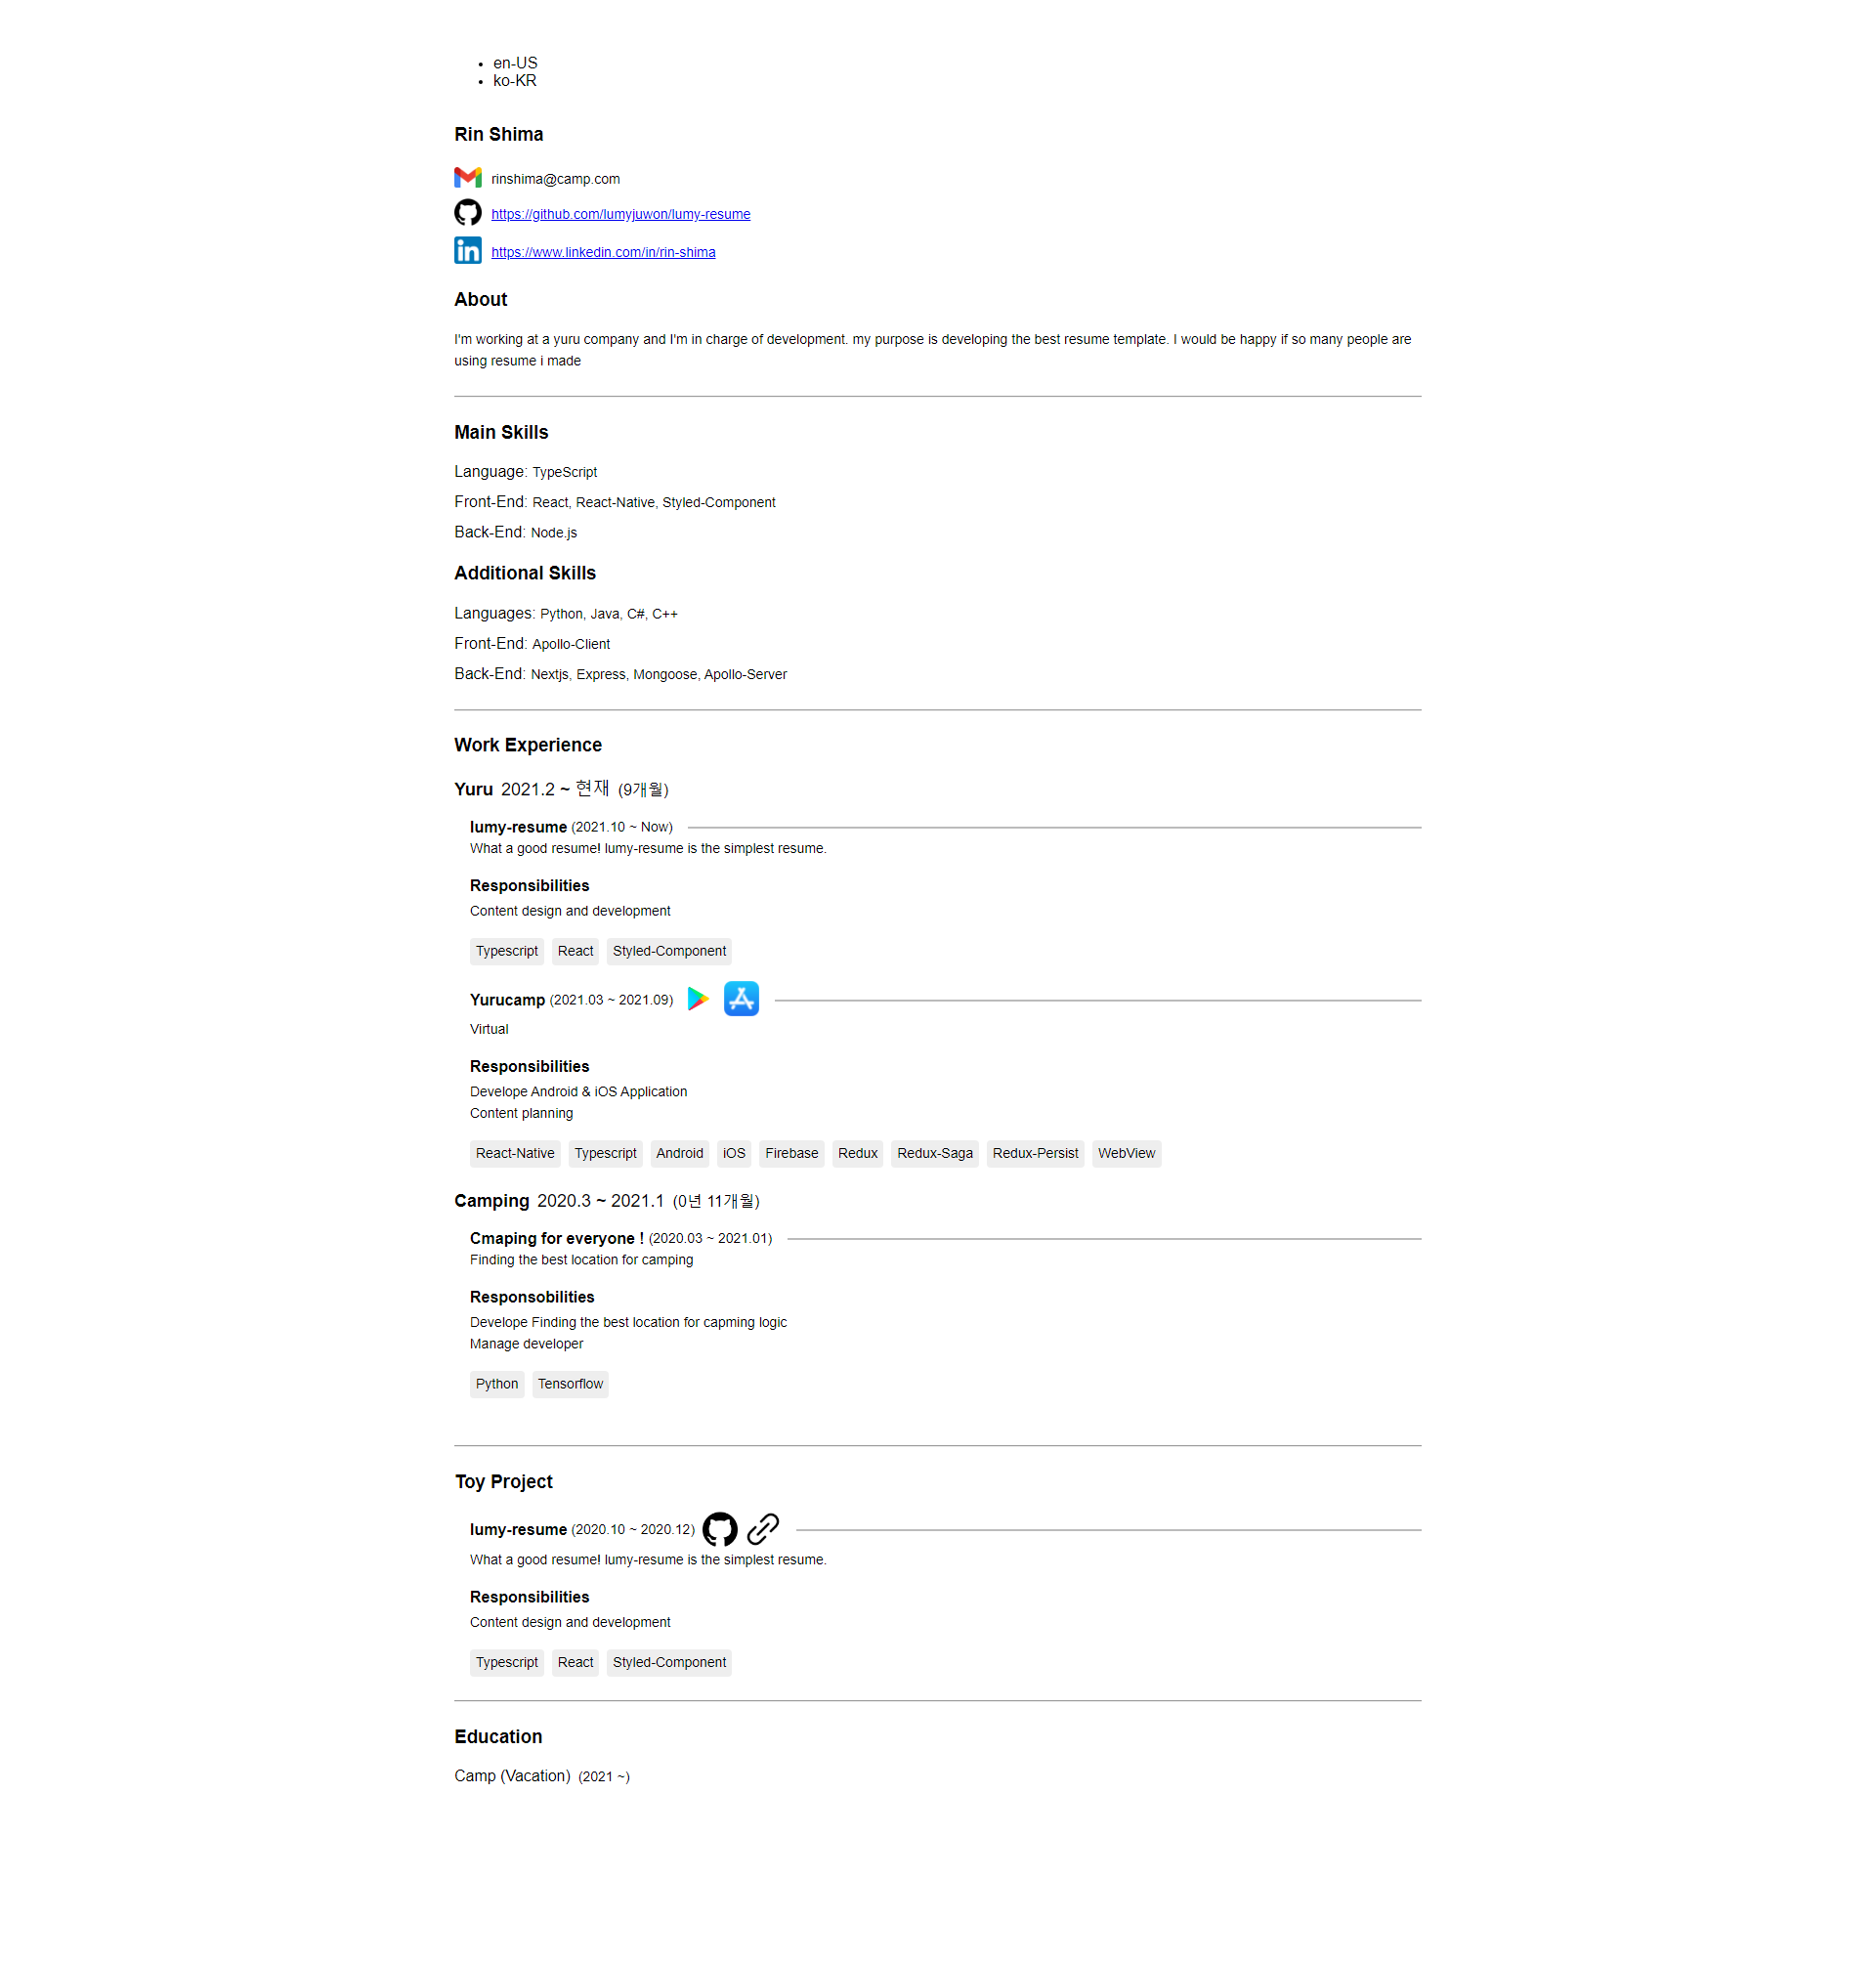 en-US
ko-KR
Rin Shima
rinshima@camp.com
https://github.com/lumyjuwon/lumy-resume
https://www.linkedin.com/in/rin-shima
About
I'm working at a yuru company and I'm in charge of development. my purpose is developing the best resume template. I would be happy if so many people are
using resume i made
Main Skills
Language: TypeScript
Front-End: React, React-Native, Styled-Component
Back-End: Node.js
Additional Skills
Languages: Python, Java, C#, C++
Front-End: Apollo-Client
Back-End: Nextjs, Express, Mongoose, Apollo-Server
Work Experience
Yuru 2021.2 ~ 현재 (9개월)
lumy-resume (2021.10 ~ Now)
What a good resume! lumy-resume is the simplest resume.
Responsibilities
Content design and development
Typescript React Styled-Component
Yurucamp (2021.03 ~ 2021.09)
Virtual
Responsibilities
Develope Android & iOS Application
Content planning
React-Native Typescript Android iOS Firebase Redux Redux-Saga Redux-Persist WebView
Camping 2020.3 ~ 2021.1 (0년 11개월)
Cmaping for everyone ! (2020.03 ~ 2021.01)
Finding the best location for camping
Responsobilities
Develope Finding the best location for capming logic
Manage developer
Python Tensorflow
Toy Project
lumy-resume (2020.10 ~ 2020.12)
What a good resume! lumy-resume is the simplest resume.
Responsibilities
Content design and development
Typescript React Styled-Component
Education
Camp (Vacation) (2021 ~)